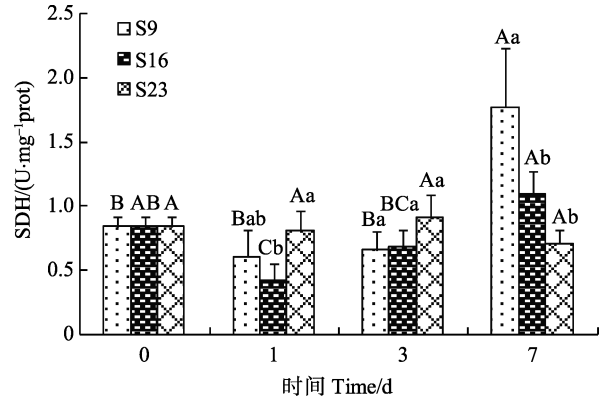 2.5
2.0
1.5
1.0
0.5
0
SDH/(U·mg⁻¹prot)
S9
S16
S23
B AB A
Bab Cb Aa
Ba BCa Aa
Aa Ab Ab
0 1 3 7
时间 Time/d